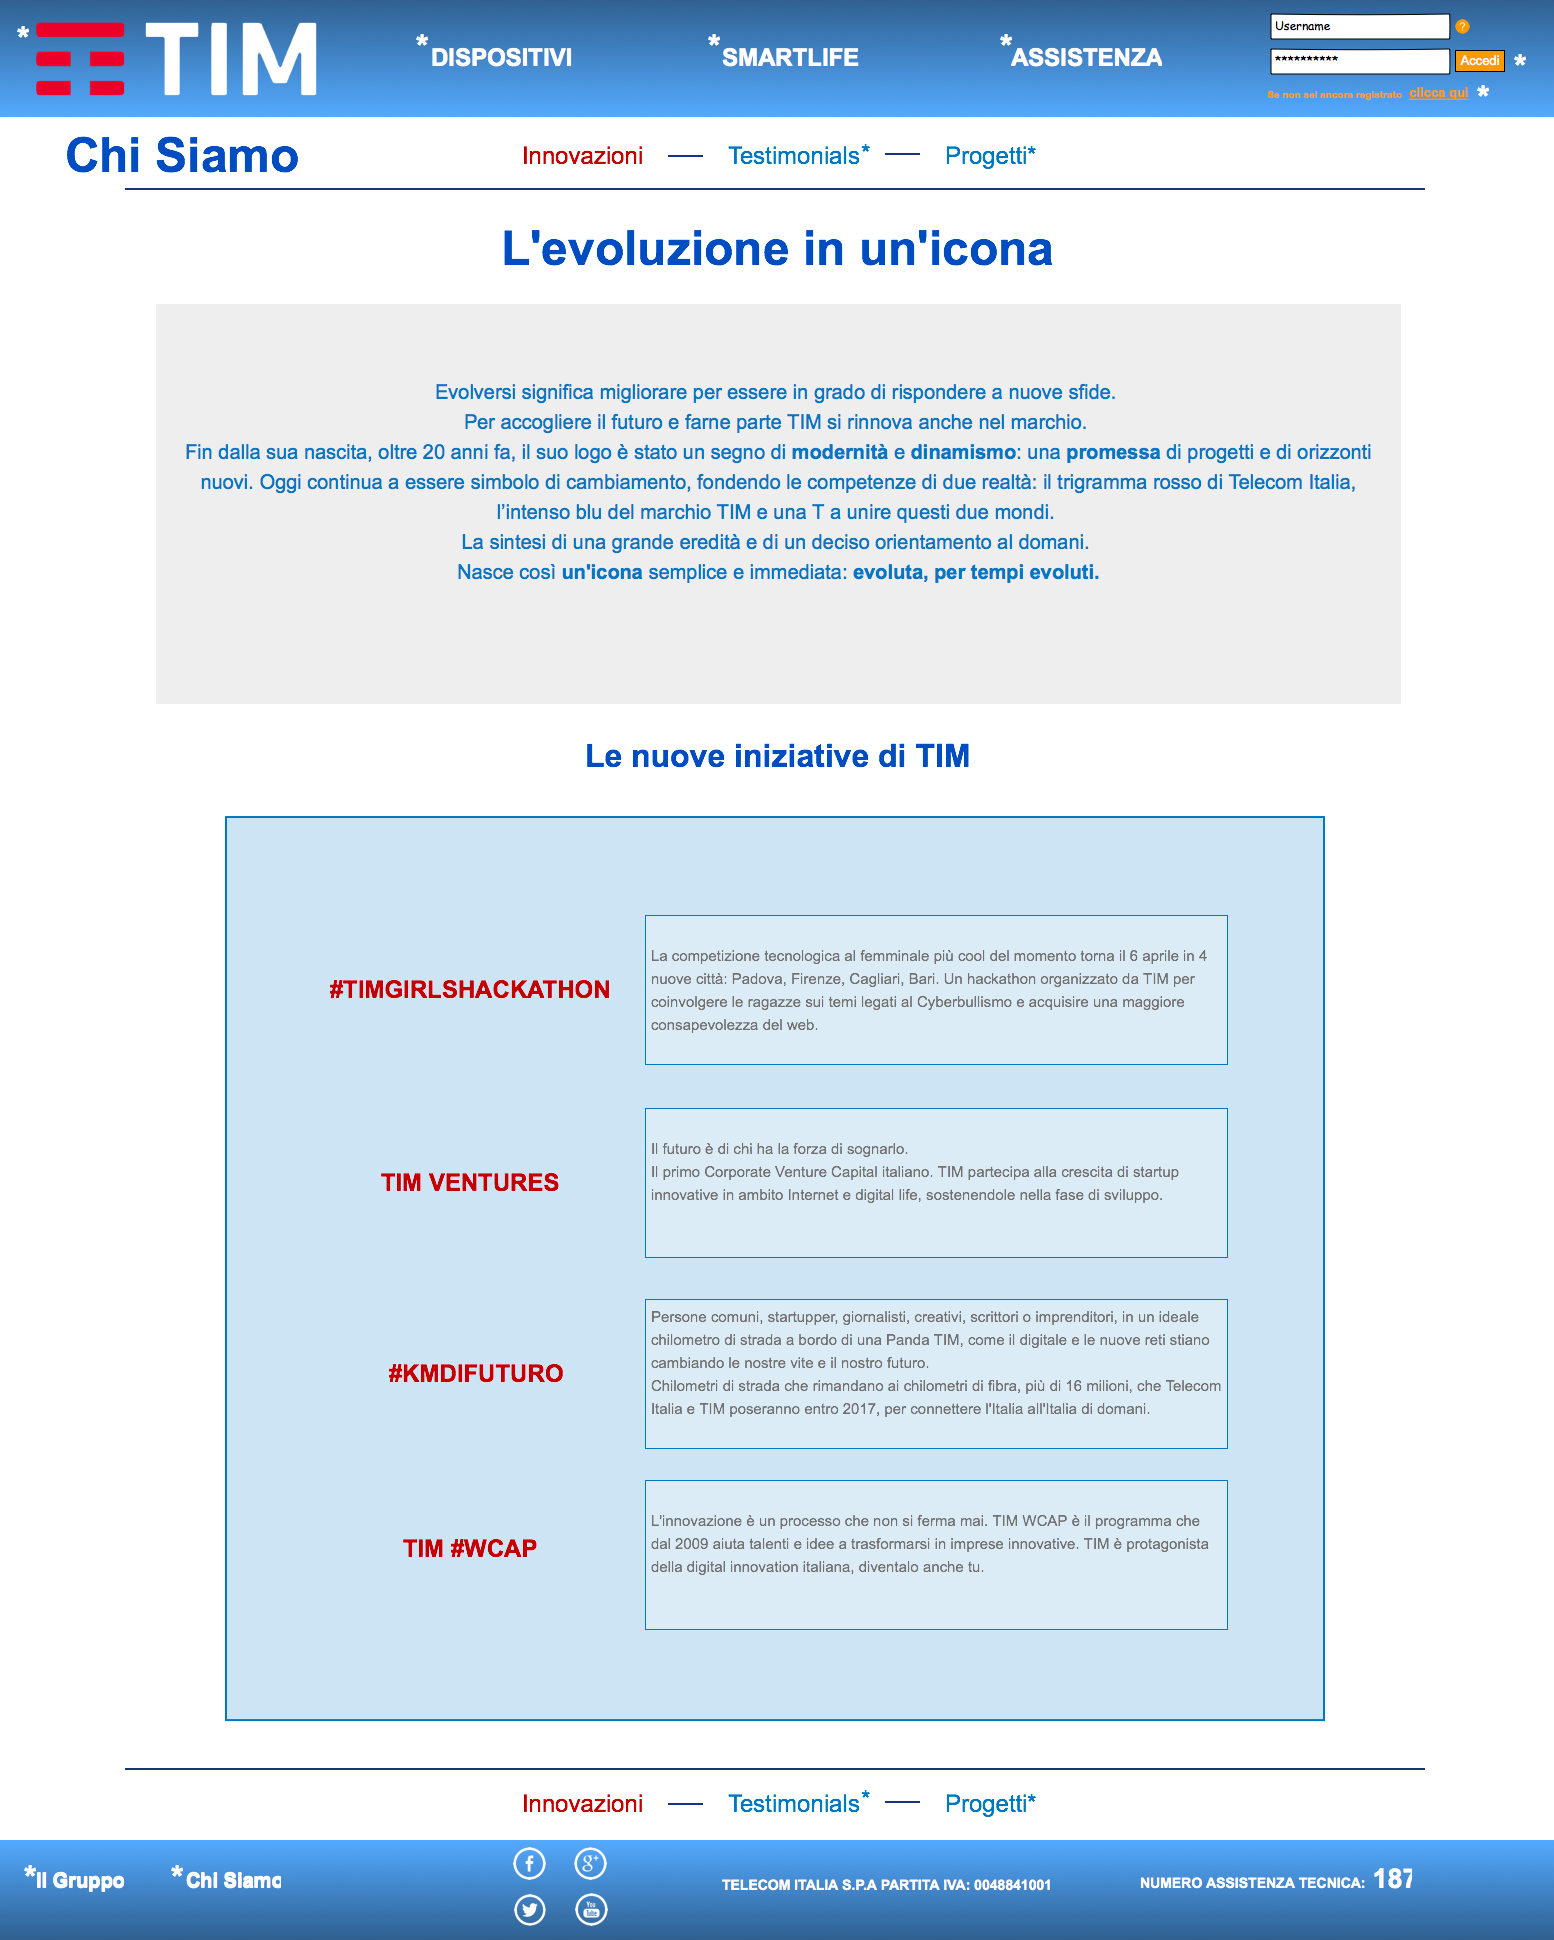 * TIM
*DISPOSITIVI
*SMARTLIFE
*ASSISTENZA
Username
?
**********
Accedi *
Se non sei ancora registrato clicca qui *
Chi Siamo
Innovazioni — Testimonials* — Progetti*
L'evoluzione in un'icona
Evolversi significa migliorare per essere in grado di rispondere a nuove sfide.
Per accogliere il futuro e farne parte TIM si rinnova anche nel marchio.
Fin dalla sua nascita, oltre 20 anni fa, il suo logo è stato un segno di modernità e dinamismo: una promessa di progetti e di orizzonti
nuovi. Oggi continua a essere simbolo di cambiamento, fondendo le competenze di due realtà: il trigramma rosso di Telecom Italia,
l’intenso blu del marchio TIM e una T a unire questi due mondi.
La sintesi di una grande eredità e di un deciso orientamento al domani.
Nasce così un'icona semplice e immediata: evoluta, per tempi evoluti.
Le nuove iniziative di TIM
#TIMGIRLSHACKATHON
La competizione tecnologica al femminale più cool del momento torna il 6 aprile in 4
nuove città: Padova, Firenze, Cagliari, Bari. Un hackathon organizzato da TIM per
coinvolgere le ragazze sui temi legati al Cyberbullismo e acquisire una maggiore
consapevolezza del web.
TIM VENTURES
Il futuro è di chi ha la forza di sognarlo.
Il primo Corporate Venture Capital italiano. TIM partecipa alla crescita di startup
innovative in ambito Internet e digital life, sostenendole nella fase di sviluppo.
#KMDIFUTURO
Persone comuni, startupper, giornalisti, creativi, scrittori o imprenditori, in un ideale
chilometro di strada a bordo di una Panda TIM, come il digitale e le nuove reti stiano
cambiando le nostre vite e il nostro futuro.
Chilometri di strada che rimandano ai chilometri di fibra, più di 16 milioni, che Telecom
Italia e TIM poseranno entro 2017, per connettere l'Italia all'Italia di domani.
TIM #WCAP
L'innovazione è un processo che non si ferma mai. TIM WCAP è il programma che
dal 2009 aiuta talenti e idee a trasformarsi in imprese innovative. TIM è protagonista
della digital innovation italiana, diventalo anche tu.
Innovazioni — Testimonials* — Progetti*
*Il Gruppo
* Chi Siamo
f
g+
You
Tube
TELECOM ITALIA S.P.A PARTITA IVA: 0048841001
NUMERO ASSISTENZA TECNICA: 187